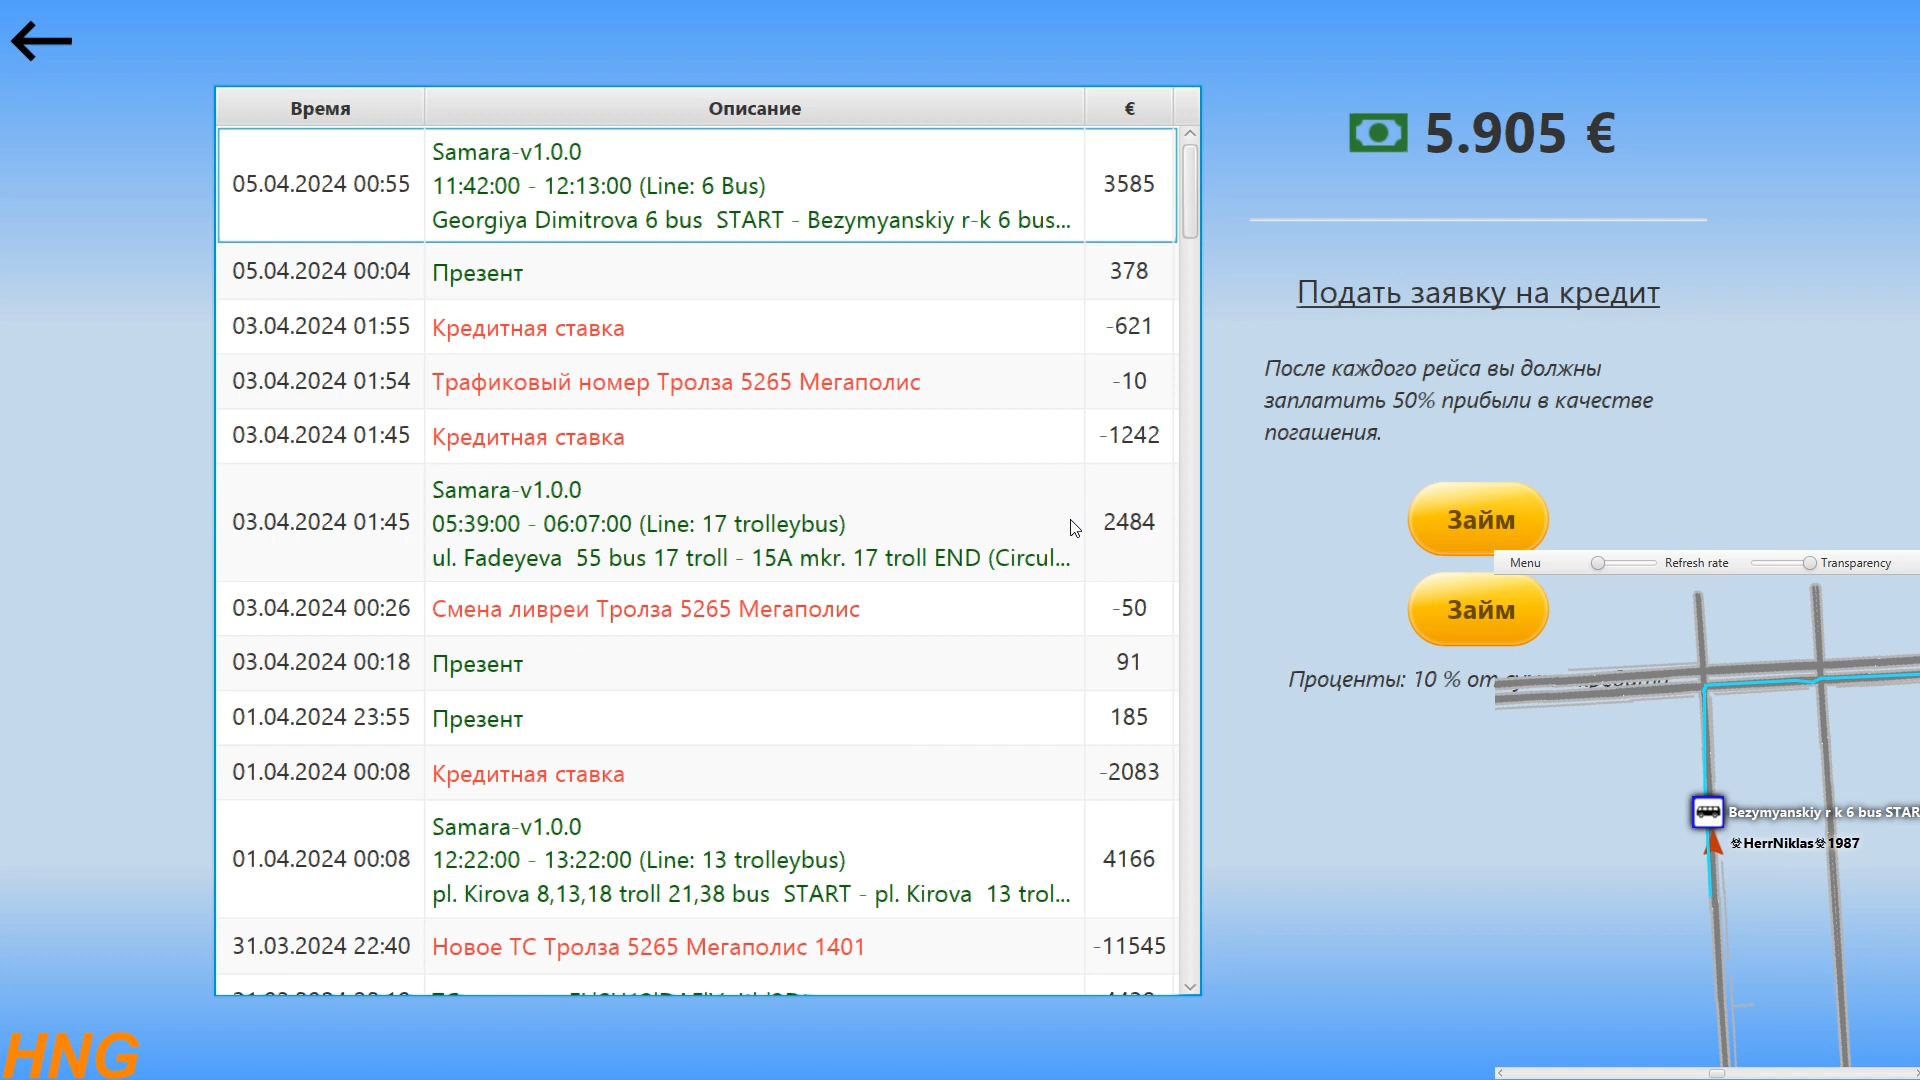 Время Описание €
05.04.2024 00:55
Samara-v1.0.0
11:42:00 - 12:13:00 (Line: 6 Bus)
Georgiya Dimitrova 6 bus START - Bezymyanskiy r-k 6 bus...
3585
05.04.2024 00:04 Презент 378
03.04.2024 01:55 Кредитная ставка -621
03.04.2024 01:54 Трафиковый номер Тролза 5265 Мегаполис -10
03.04.2024 01:45 Кредитная ставка -1242
03.04.2024 01:45
Samara-v1.0.0
05:39:00 - 06:07:00 (Line: 17 trolleybus)
ul. Fadeyeva 55 bus 17 troll - 15A mkr. 17 troll END (Circul...
2484
03.04.2024 00:26 Смена ливреи Тролза 5265 Мегаполис -50
03.04.2024 00:18 Презент 91
01.04.2024 23:55 Презент 185
01.04.2024 00:08 Кредитная ставка -2083
01.04.2024 00:08
Samara-v1.0.0
12:22:00 - 13:22:00 (Line: 13 trolleybus)
pl. Kirova 8,13,18 troll 21,38 bus START - pl. Kirova 13 trol...
4166
31.03.2024 22:40 Новое ТС Тролза 5265 Мегаполис 1401 -11545
5.905 €
Подать заявку на кредит
После каждого рейса вы должны
заплатить 50% прибыли в качестве
погашения.
Займ
Займ
Проценты: 10 % от
Menu Refresh rate Transparency
Bezymyanskiy r k 6 bus STAR
☣HerrNiklas☣1987
HNG